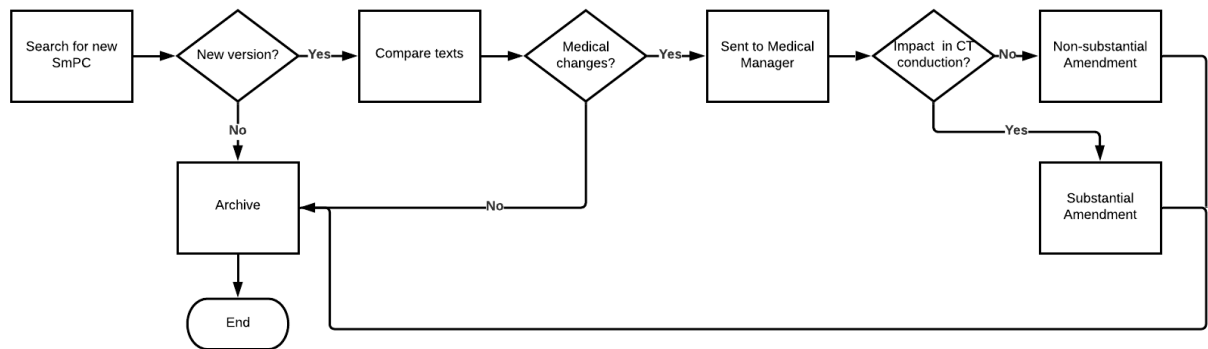 Search for new
SmPC
New version?
Yes
Compare texts
Medical
changes?
Yes
Sent to Medical
Manager
Impact  in CT
conduction?
No
Non-substantial
Amendment
No
Yes
Archive
No
Substantial
Amendment
End